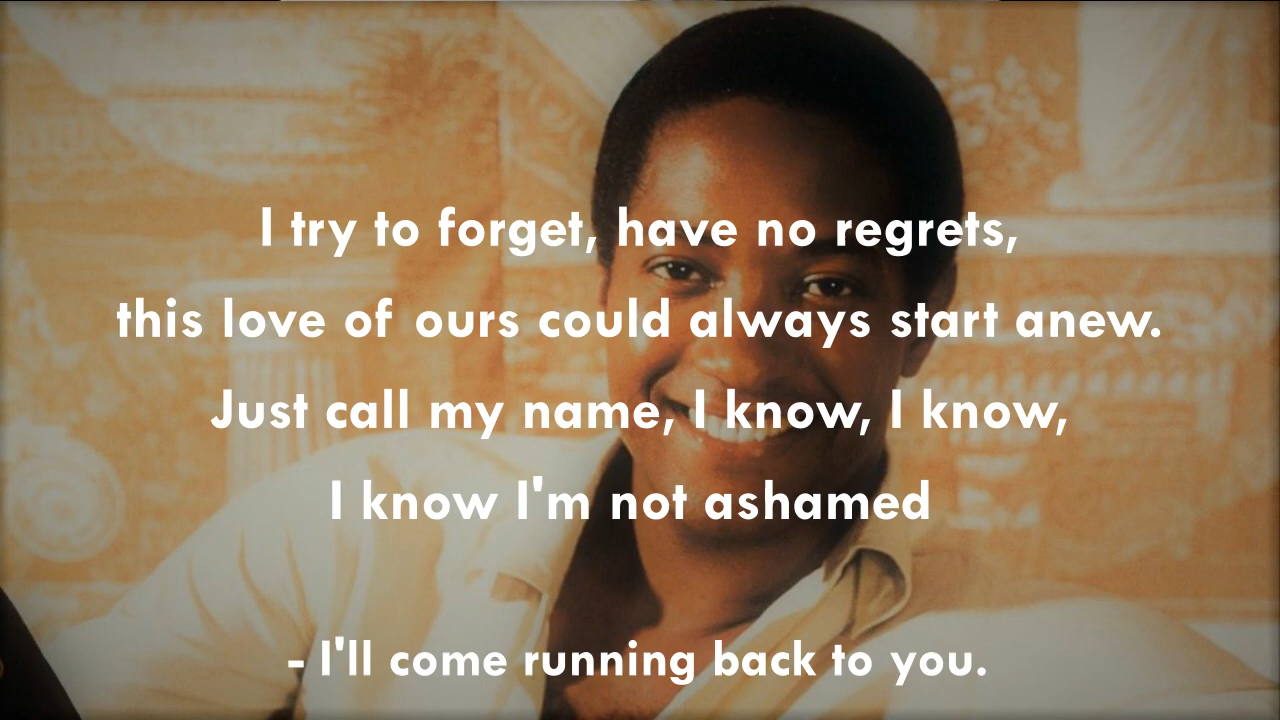 I try to forget, have no regrets,
this love of ours could always start anew.
Just call my name, I know, I know,
I know I'm not ashamed
- I'll come running back to you.